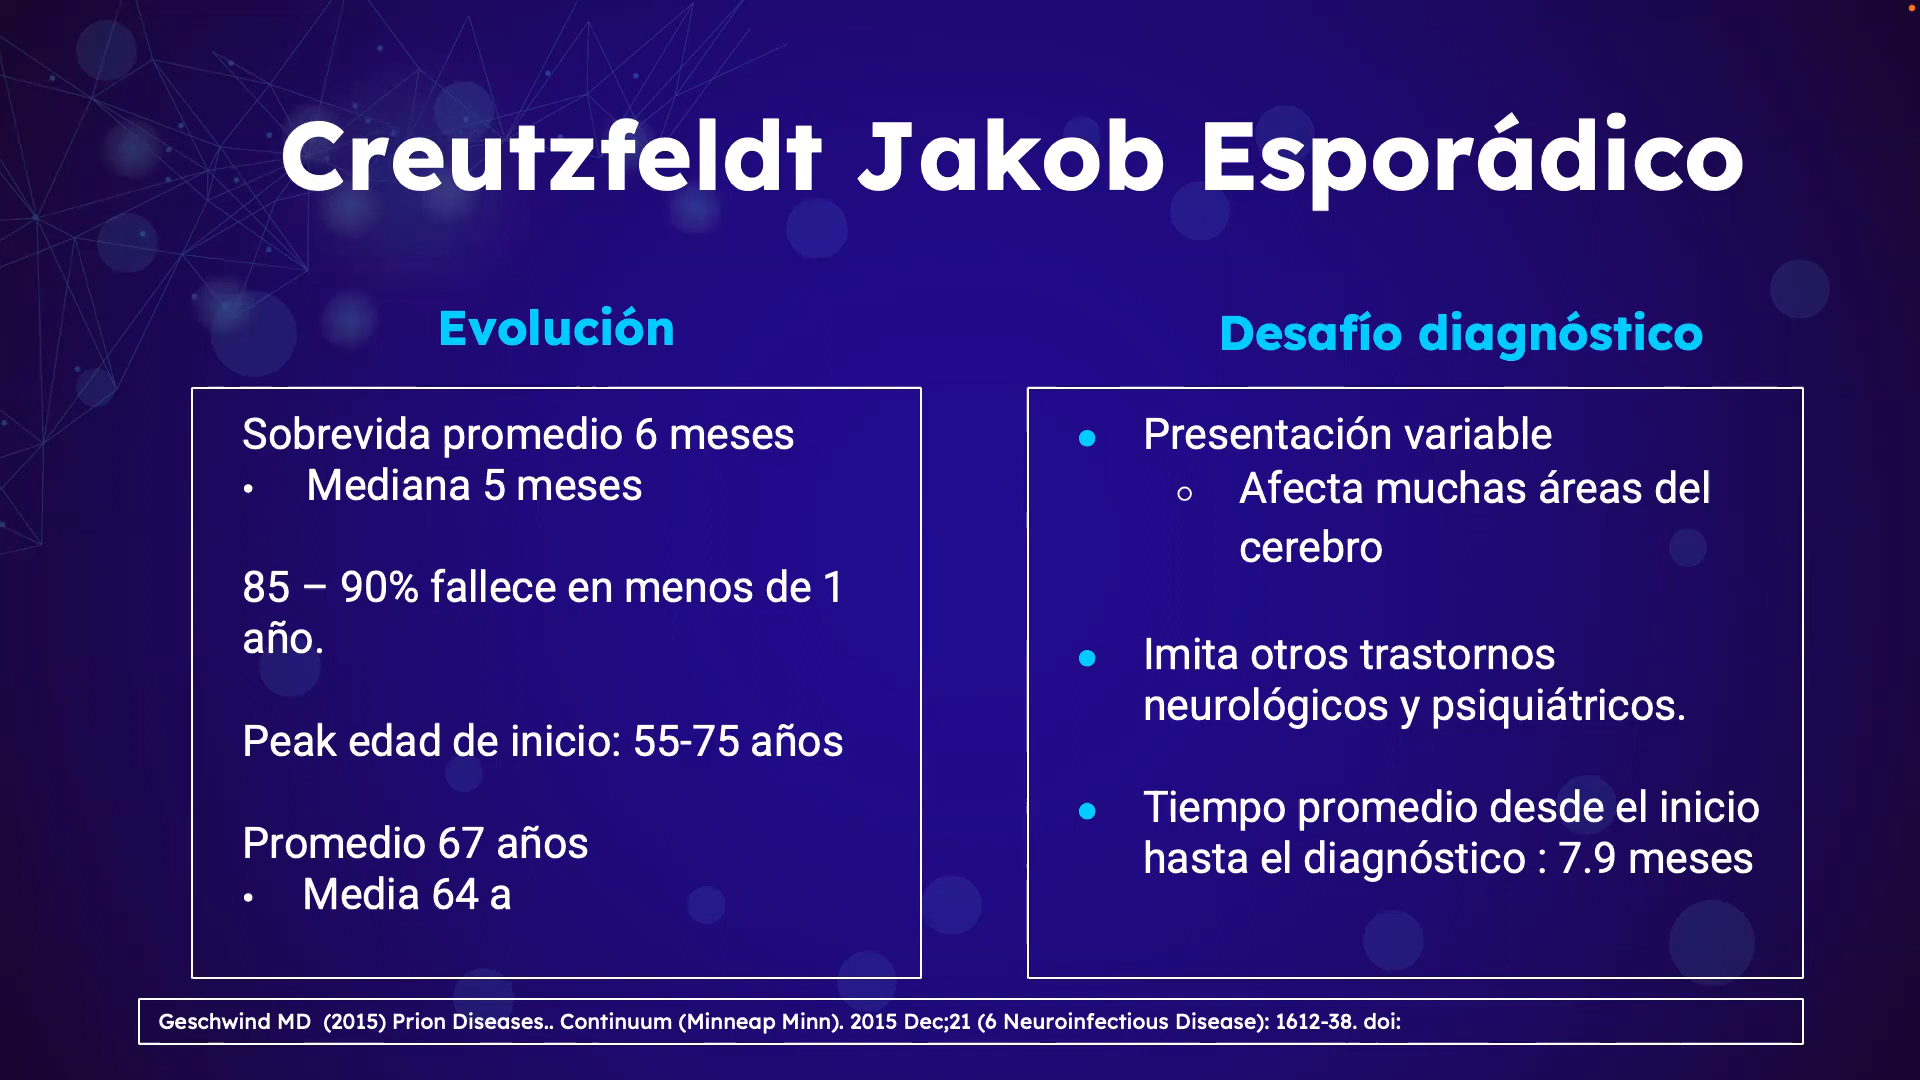 Creutzfeldt Jakob Esporádico
Evolución
Sobrevida promedio 6 meses
• Mediana 5 meses
85 – 90% fallece en menos de 1
año.
Peak edad de inicio: 55-75 años
Promedio 67 años
• Media 64 a
Desafío diagnóstico
● Presentación variable
○ Afecta muchas áreas del
cerebro
● Imita otros trastornos
neurológicos y psiquiátricos.
● Tiempo promedio desde el inicio
hasta el diagnóstico : 7.9 meses
Geschwind MD  (2015) Prion Diseases.. Continuum (Minneap Minn). 2015 Dec;21 (6 Neuroinfectious Disease): 1612-38. doi: